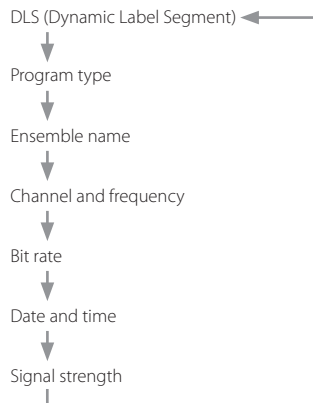 DLS (Dynamic Label Segment)
Program type
Ensemble name
Channel and frequency
Bit rate
Date and time
Signal strength